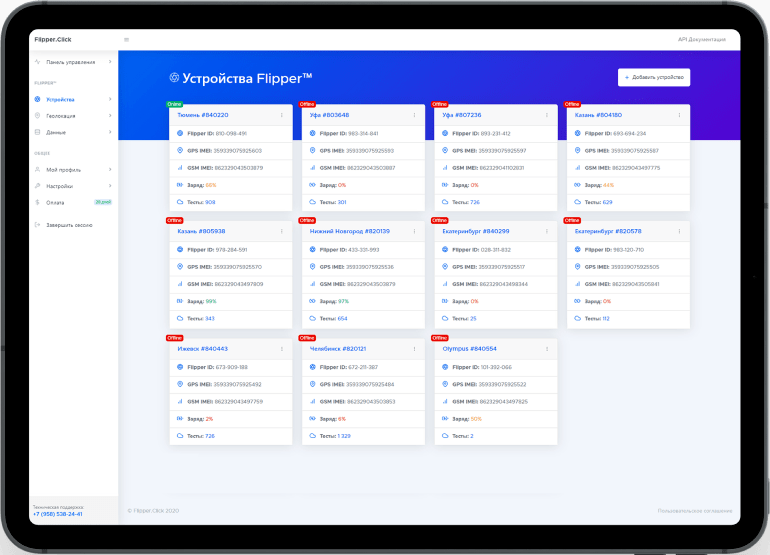 Flipper.Click
API Документация
Панель управления
FLIPPER™
Устройства
Геолокация
Данные
Мой профиль
Настройки
Оплата
Завершить сессию
Техническая поддержка
+7 (958) 538-24-41
Устройства Flipper™
+ Добавить устройство
Online
Тюмень #840220
Flipper ID: 610-098-491
GPS IMEI: 359339075925603
GSM IMEI: 862329043503879
Заряд: 56%
Тесты: 908
Offline
Уфа #803648
Flipper ID: 983-314-841
GPS IMEI: 359339075925593
GSM IMEI: 862329043503887
Заряд: 0%
Тесты: 301
Offline
Уфа #807236
Flipper ID: 893-231-412
GPS IMEI: 359339075925597
GSM IMEI: 862329041102831
Заряд: 0%
Тесты: 736
Offline
Казань #804180
Flipper ID: 693-694-234
GPS IMEI: 359339075925587
GSM IMEI: 862329043497775
Заряд: 44%
Тесты: 629
Offline
Казань #805938
Flipper ID: 978-284-591
GPS IMEI: 359339075925570
GSM IMEI: 862329043497909
Заряд: 99%
Тесты: 343
Offline
Нижний Новгород #820139
Flipper ID: 433-331-993
GPS IMEI: 359339075925536
GSM IMEI: 862329043503879
Заряд: 97%
Тесты: 654
Offline
Екатеринбург #840299
Flipper ID: 028-311-832
GPS IMEI: 359339075925517
GSM IMEI: 862329043498344
Заряд: 0%
Тесты: 25
Offline
Екатеринбург #820578
Flipper ID: 983-120-710
GPS IMEI: 359339075925505
GSM IMEI: 862329043505841
Заряд: 0%
Тесты: 112
Offline
Ижевск #840443
Flipper ID: 673-909-188
GPS IMEI: 359339075925492
GSM IMEI: 862329043497759
Заряд: 2%
Тесты: 726
Offline
Челябинск #820121
Flipper ID: 672-211-387
GPS IMEI: 359339075925484
GSM IMEI: 862329043503853
Заряд: 6%
Тесты: 1 329
Offline
Olympus #840554
Flipper ID: 101-392-066
GPS IMEI: 359339075925522
GSM IMEI: 862329043497825
Заряд: 50%
Тесты: 2
© Flipper.Click 2020
Пользовательское соглашение